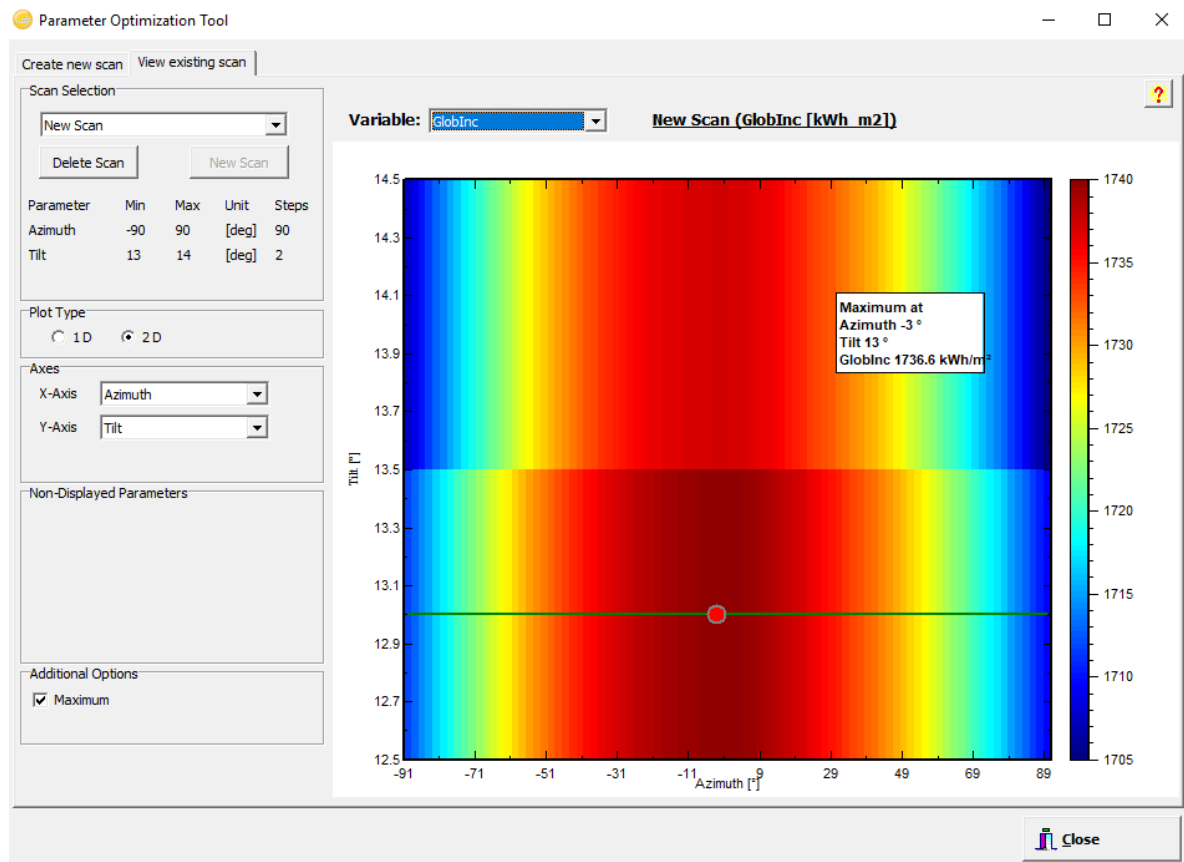 Parameter Optimization Tool
Create new scan
View existing scan
Scan Selection
New Scan
Delete Scan
New Scan
Parameter Min Max Unit Steps
Azimuth -90 90 [deg] 90
Tilt 13 14 [deg] 2
Plot Type
1D
2D
Axes
X-Axis Azimuth
Y-Axis Tilt
Non-Displayed Parameters
Additional Options
Maximum
Variable: GlobInc
New Scan (GlobInc [kWh m2])
?
14.5
14.3
14.1
13.9
13.7
13.5
13.3
13.1
12.9
12.7
12.5
Tilt [°]
-91 -71 -51 -31 -11 9 29 49 69 89
Azimuth [°]
Maximum at
Azimuth -3 °
Tilt 13 °
GlobInc 1736.6 kWh/m²
1740
1735
1730
1725
1720
1715
1710
1705
Close